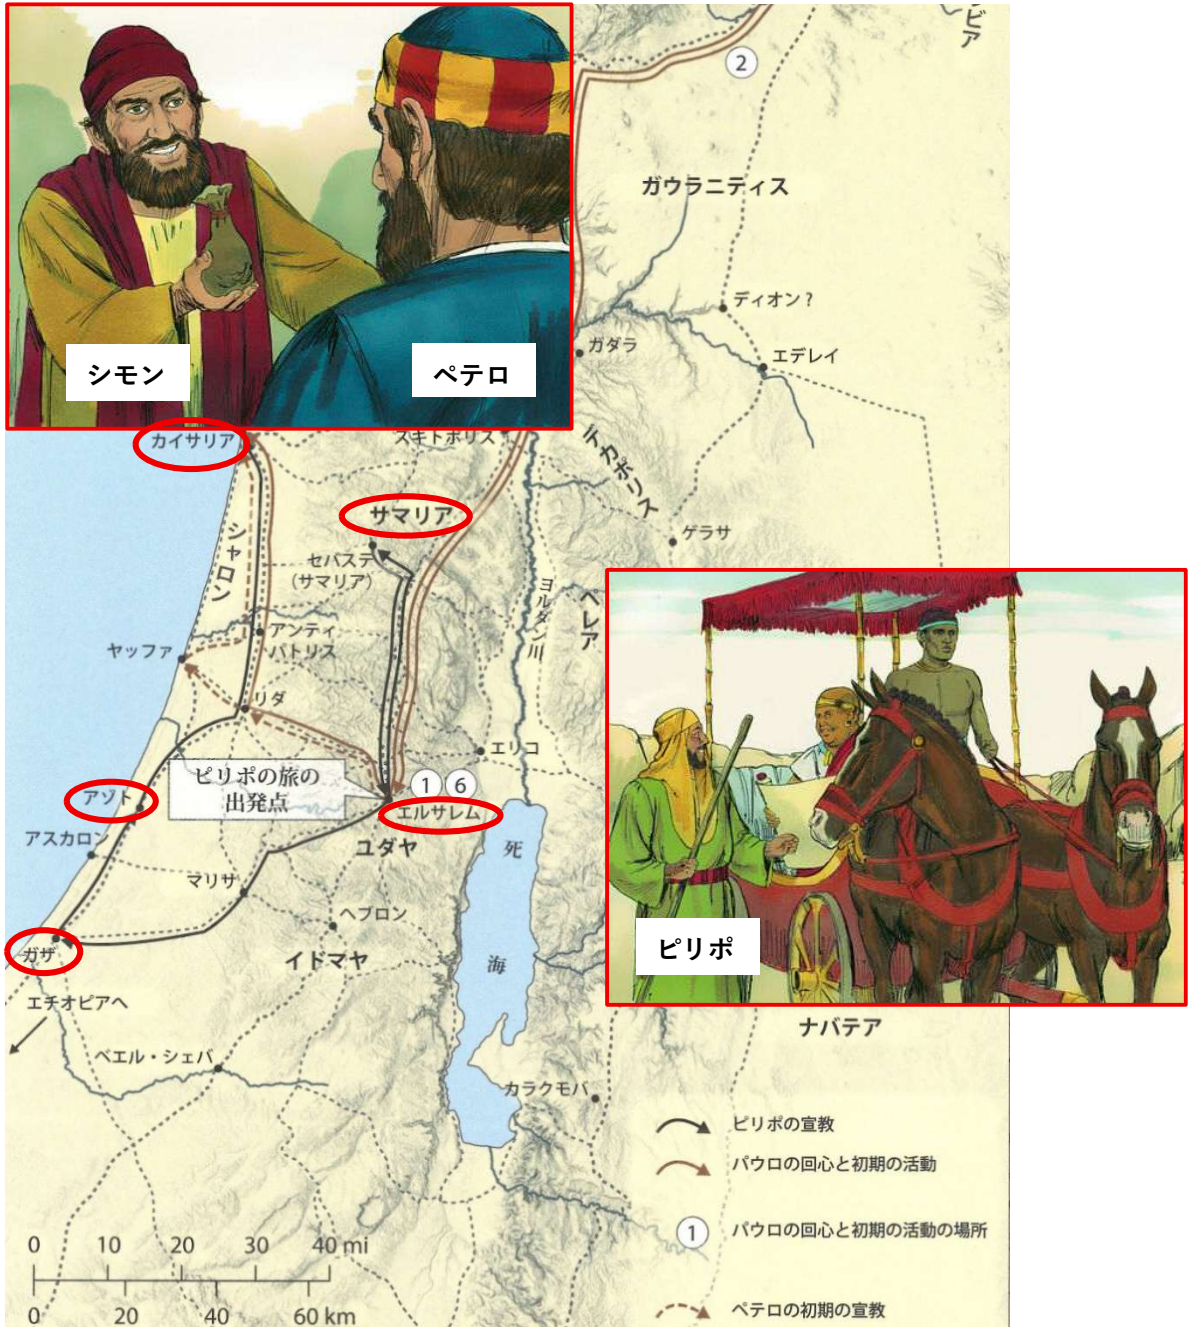 シモン
ペテロ
ビア
2
ガウラニティス
ディオン？
ガダラ
エデレイ
カイサリア
スキトポリス
デカポリス
サマリア
シャロン
セバステ
（サマリア）
ゲラサ
ヨルダン川
ペレア
アンティ
パトリス
ヤッファ
リダ
エリコ
ピリポの旅の
出発点
1 6
アゾト
エルサレム
アスカロン
ユダヤ
死海
マリサ
ヘブロン
ピリポ
ガザ
イドマヤ
エチオピアへ
ナバテア
ベエル・シェバ
カラクモバ
ピリポの宣教
パウロの回心と初期の活動
1 パウロの回心と初期の活動の場所
ペテロの初期の宣教
0 10 20 30 40 mi
0 20 40 60 km